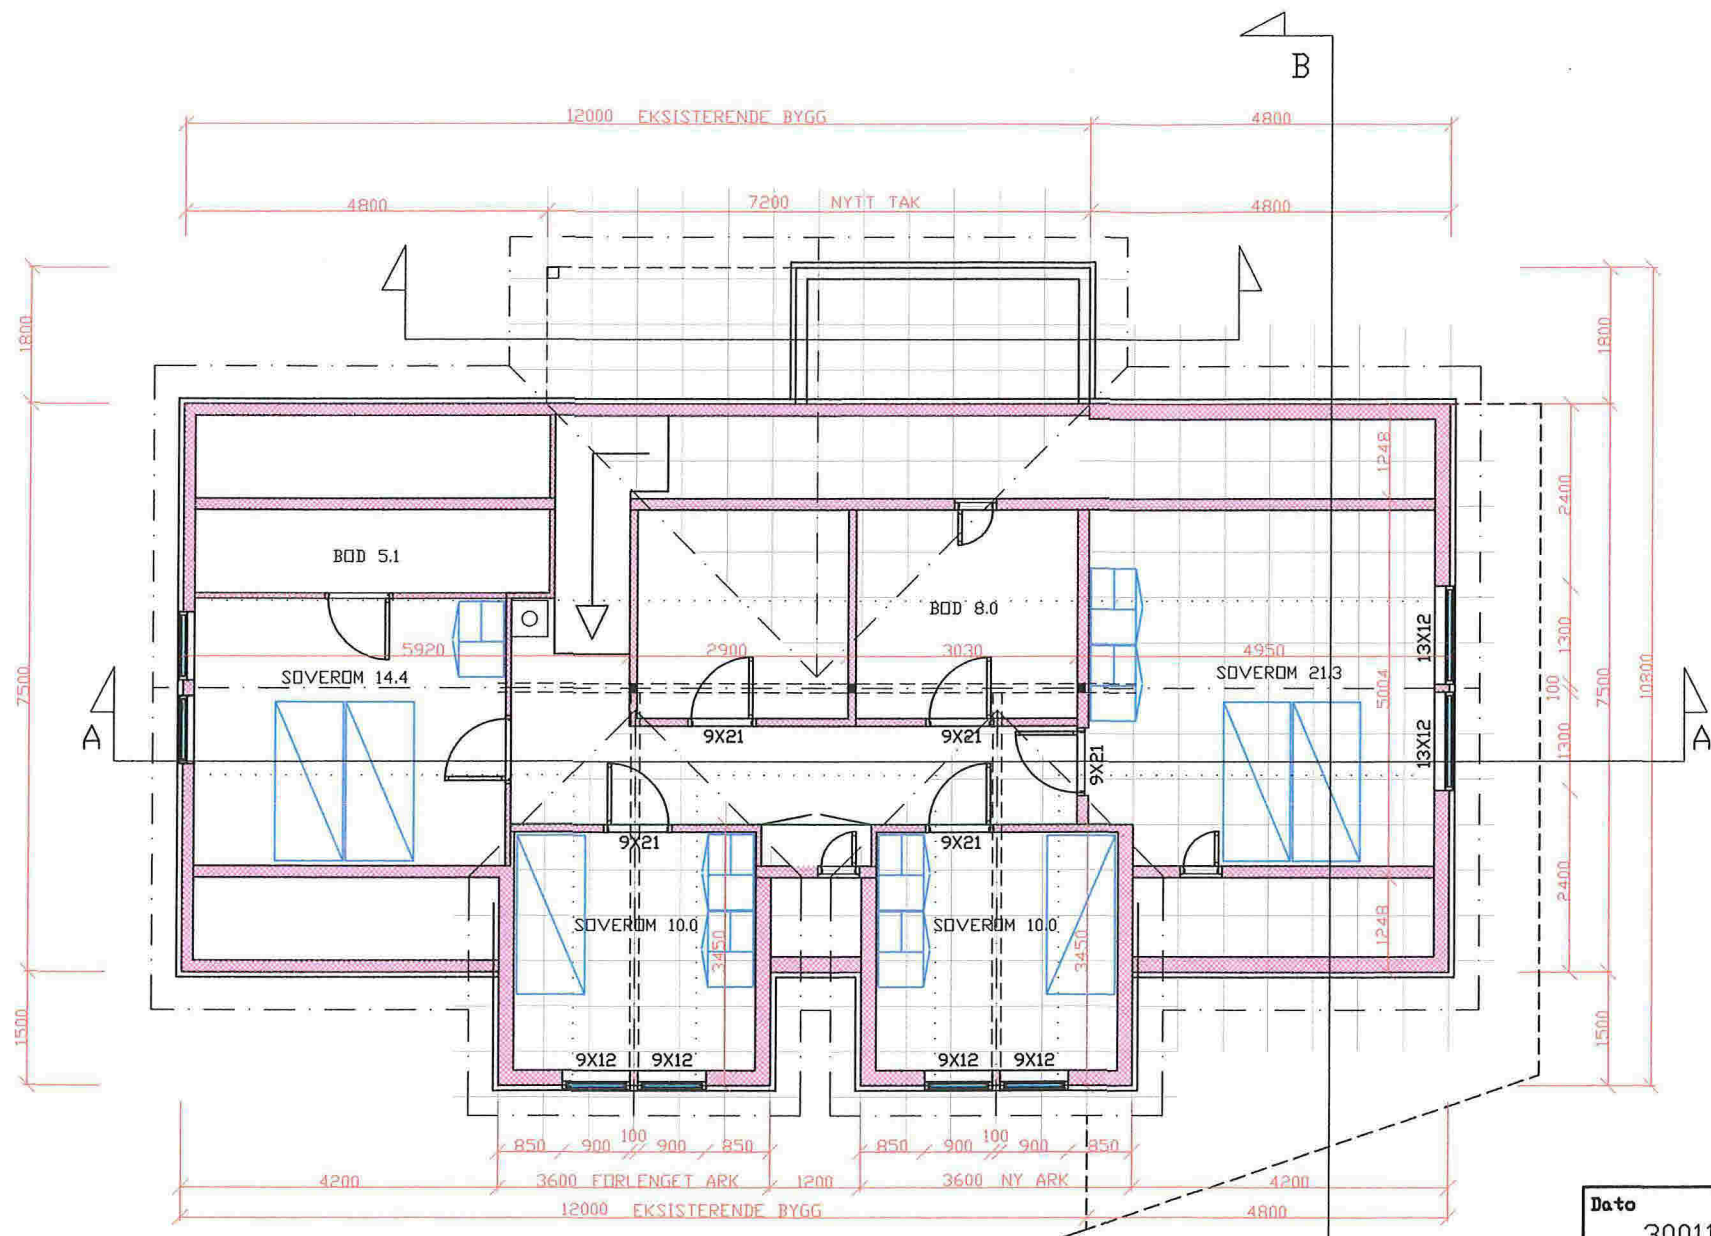 B
12000 EKSISTERENDE BYGG
4800
4800
7200 NYTT TAK
4800
1800
1800
1248
2400
BOD 5.1
BOD 8.0
5920
2900
3030
4950
13X12
1300
SOVEROM 14.4
SOVEROM 21.3
7500
5004
100
7500
10800
A
9X21
9X21
9X21
13X12
1300
A
9X21
9X21
SOVEROM 10.0
3450
SOVEROM 10.0
3450
1248
2400
1500
9X12
9X12
9X12
9X12
1500
850
900
100
900
850
850
900
100
900
850
4200
3600 FORLENGET ARK
1200
3600 NY ARK
4200
12000 EKSISTERENDE BYGG
4800
Dato